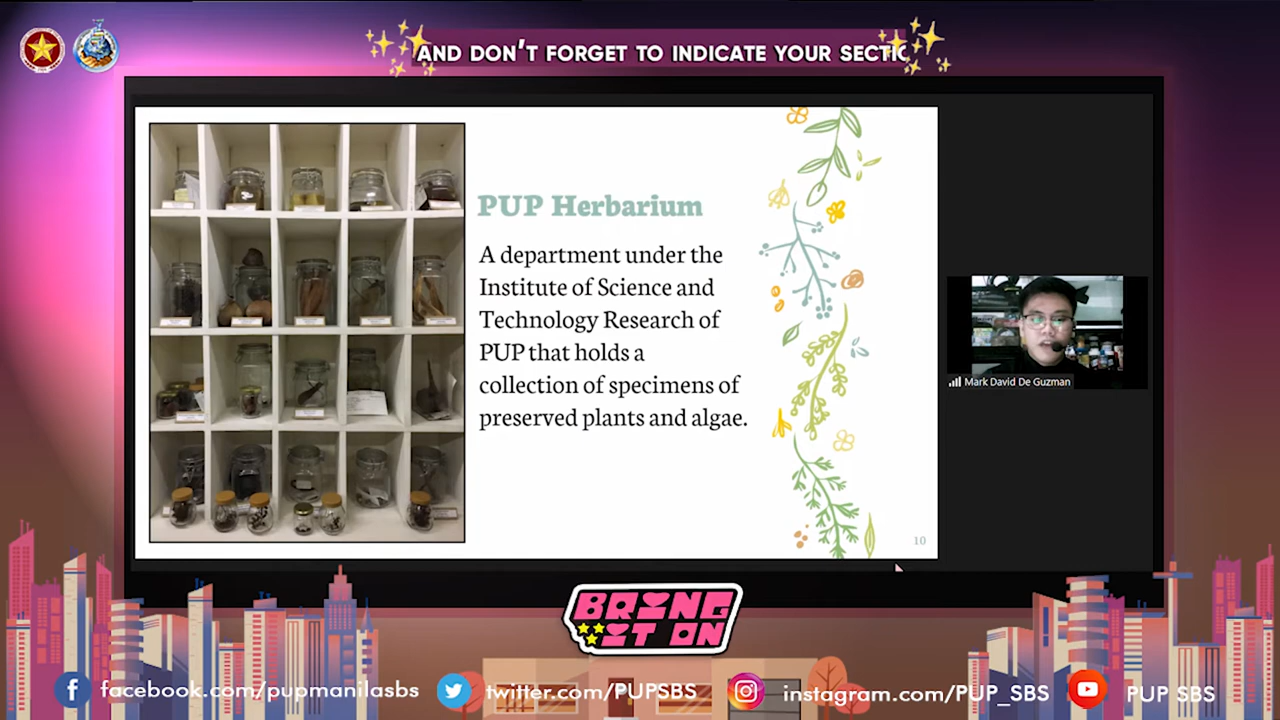 AND DON'T FORGET TO INDICATE YOUR SECTIO
PUP Herbarium
A department under the
Institute of Science and
Technology Research of
PUP that holds a
collection of specimens of
preserved plants and algae.
10
Mark David De Guzman
BRING
IT ON
facebook.com/pupmanilasbs
twitter.com/PUPSBS
instagram.com/PUP_SBS
PUP SBS